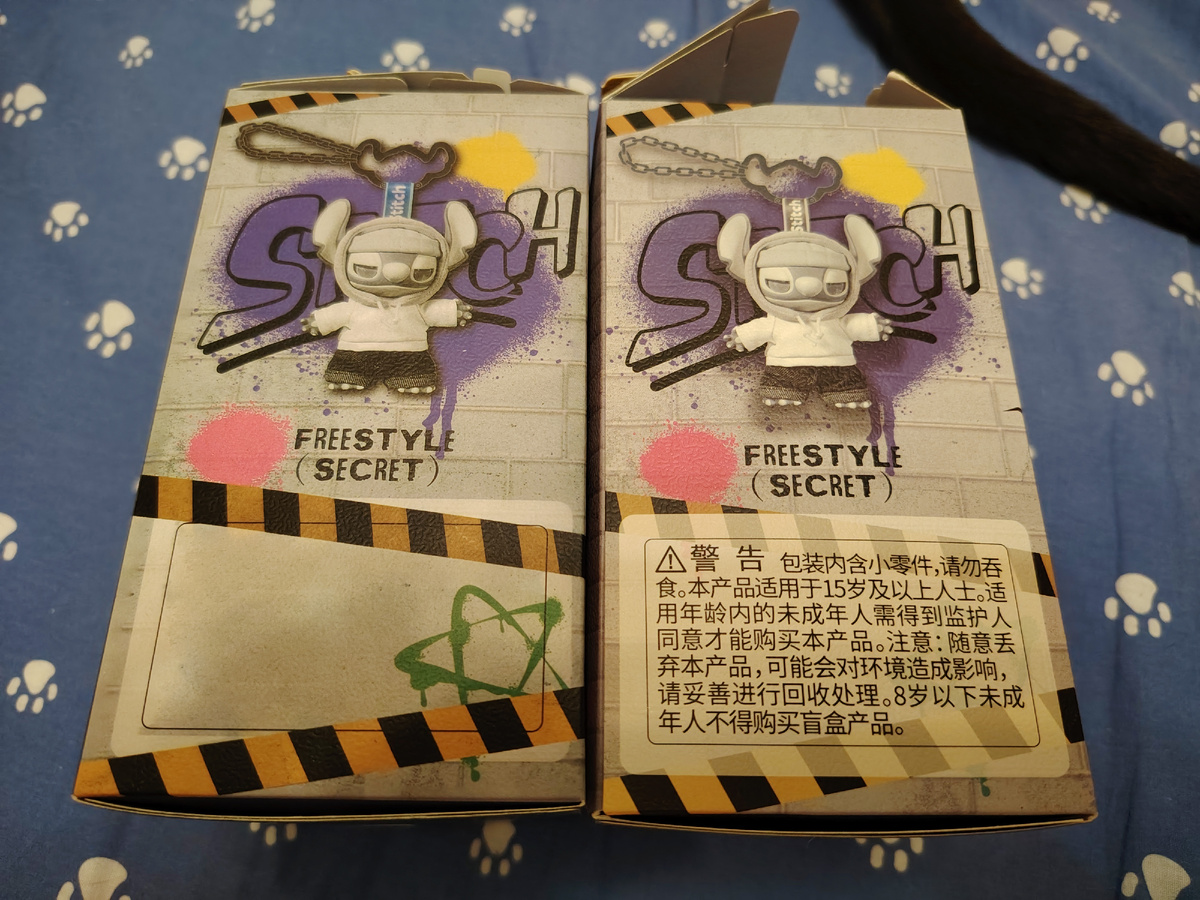 Stitch
STITCH
FREESTYLE
(SECRET)
Stitch
STITCH
FREESTYLE
(SECRET)
⚠警告 包装内含小零件,请勿吞
食。本产品适用于15岁及以上人士。适
用年龄内的未成年人需得到监护人
同意才能购买本产品。注意:随意丢
弃本产品,可能会对环境造成影响,
请妥善进行回收处理。8岁以下未成
年人不得购买盲盒产品。